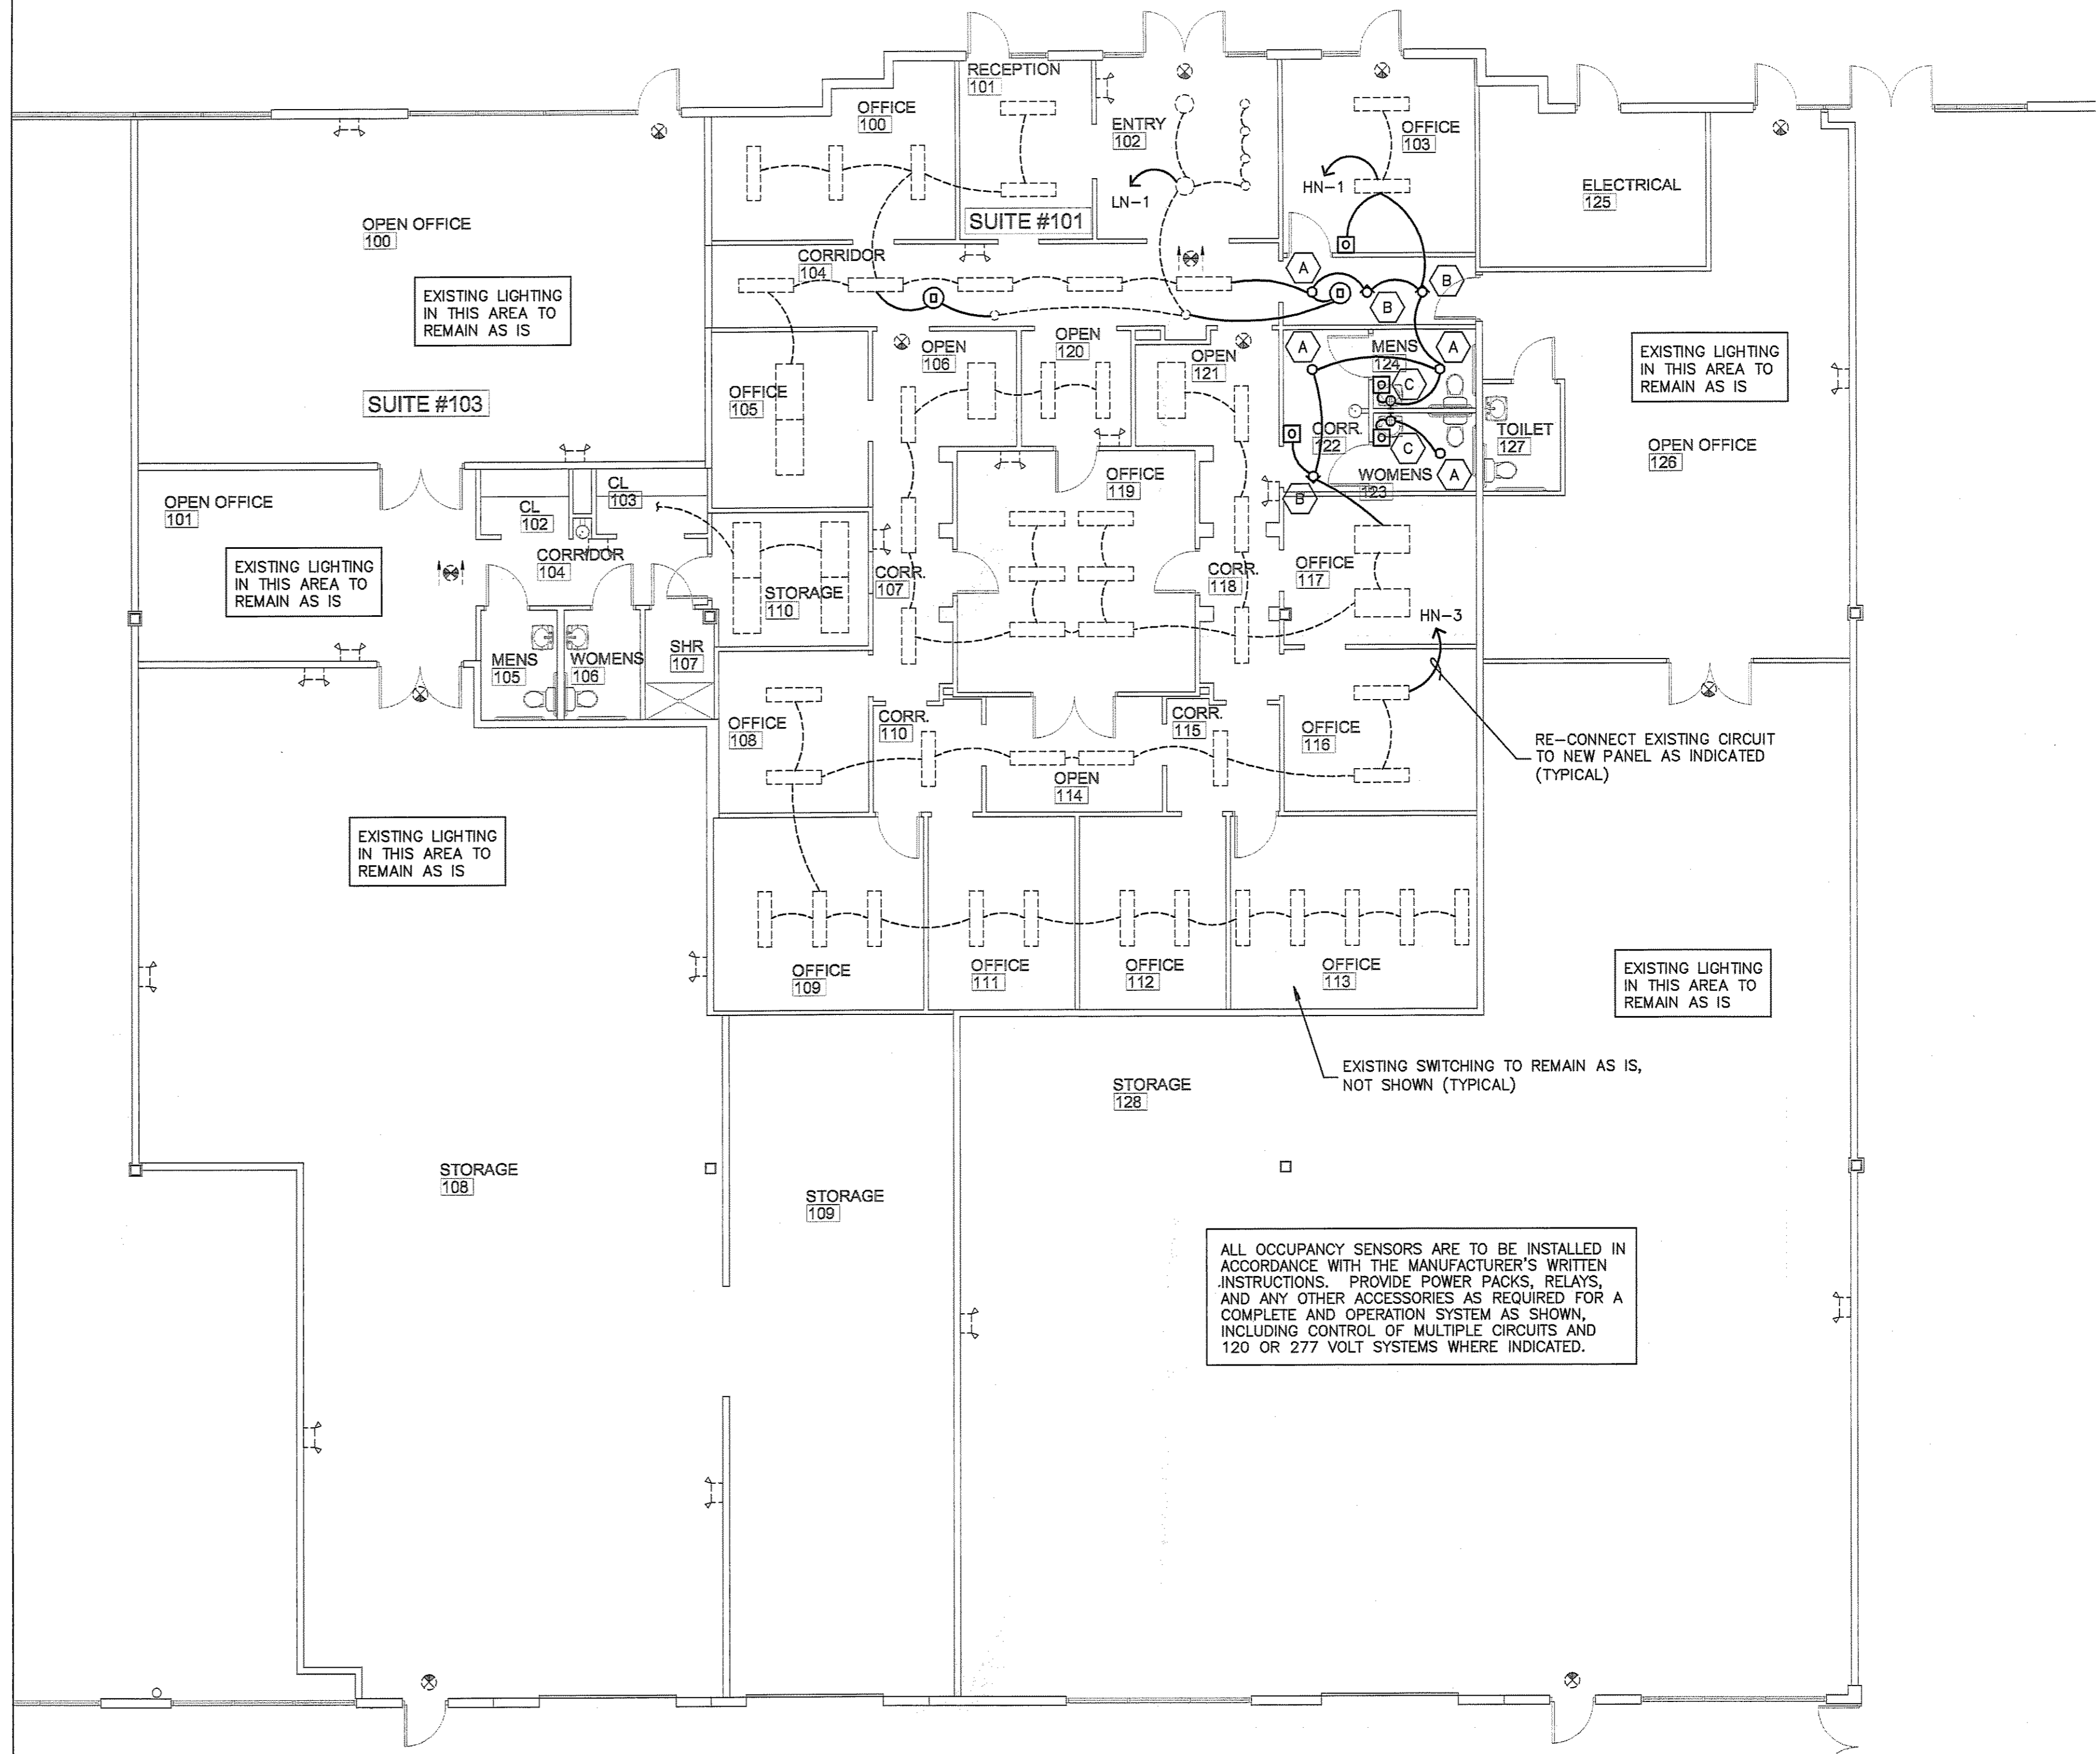 RECEPTION
101
OFFICE
100
ENTRY
102
OFFICE
103
HN-1
LN-1
ELECTRICAL
125
SUITE #101
OPEN OFFICE
100
EXISTING LIGHTING
IN THIS AREA TO
REMAIN AS IS
SUITE #103
CORRIDOR
104
A
B
B
OPEN
106
OPEN
120
OPEN
121
A
MENS
124
A
C
OFFICE
105
CORR.
122
C
WOMENS
123
A
B
TOILET
127
EXISTING LIGHTING
IN THIS AREA TO
REMAIN AS IS
OPEN OFFICE
126
OPEN OFFICE
101
EXISTING LIGHTING
IN THIS AREA TO
REMAIN AS IS
CL
102
CL
103
CORRIDOR
104
MENS
105
WOMENS
106
SHR
107
STORAGE
110
CORR.
107
OFFICE
119
CORR.
118
OFFICE
117
HN-3
OFFICE
108
CORR.
110
CORR.
115
OPEN
114
OFFICE
116
RE-CONNECT EXISTING CIRCUIT
TO NEW PANEL AS INDICATED
(TYPICAL)
EXISTING LIGHTING
IN THIS AREA TO
REMAIN AS IS
OFFICE
109
OFFICE
111
OFFICE
112
OFFICE
113
EXISTING LIGHTING
IN THIS AREA TO
REMAIN AS IS
EXISTING SWITCHING TO REMAIN AS IS,
NOT SHOWN (TYPICAL)
STORAGE
128
STORAGE
108
STORAGE
109
ALL OCCUPANCY SENSORS ARE TO BE INSTALLED IN
ACCORDANCE WITH THE MANUFACTURER'S WRITTEN
INSTRUCTIONS. PROVIDE POWER PACKS, RELAYS,
AND ANY OTHER ACCESSORIES AS REQUIRED FOR A
COMPLETE AND OPERATION SYSTEM AS SHOWN,
INCLUDING CONTROL OF MULTIPLE CIRCUITS AND
120 OR 277 VOLT SYSTEMS WHERE INDICATED.